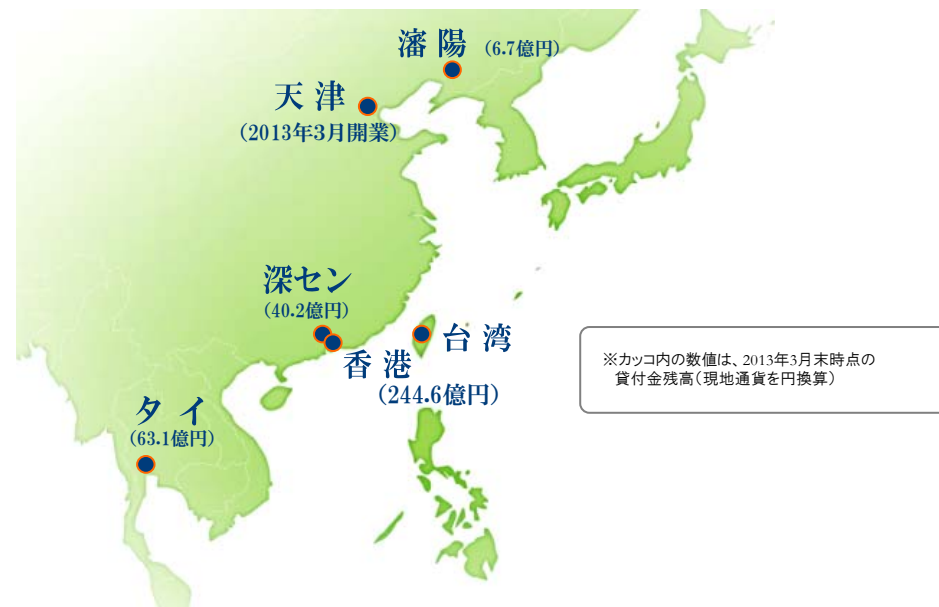 瀋 陽 (6.7億円)
天 津
(2013年3月開業)
深セン
(40.2億円)
台 湾
香 港
(244.6億円)
タ イ
(63.1億円)
※カッコ内の数値は、2013年3月末時点の
貸付金残高(現地通貨を円換算)